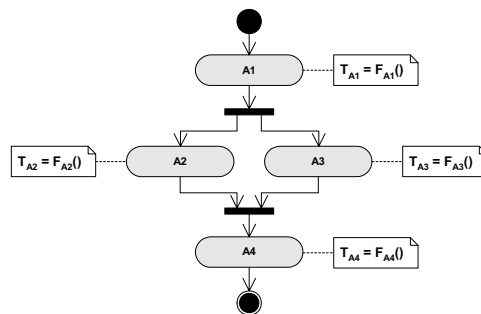 A1
T_A1 = F_A1()
T_A2 = F_A2()
A2
A3
T_A3 = F_A3()
A4
T_A4 = F_A4()